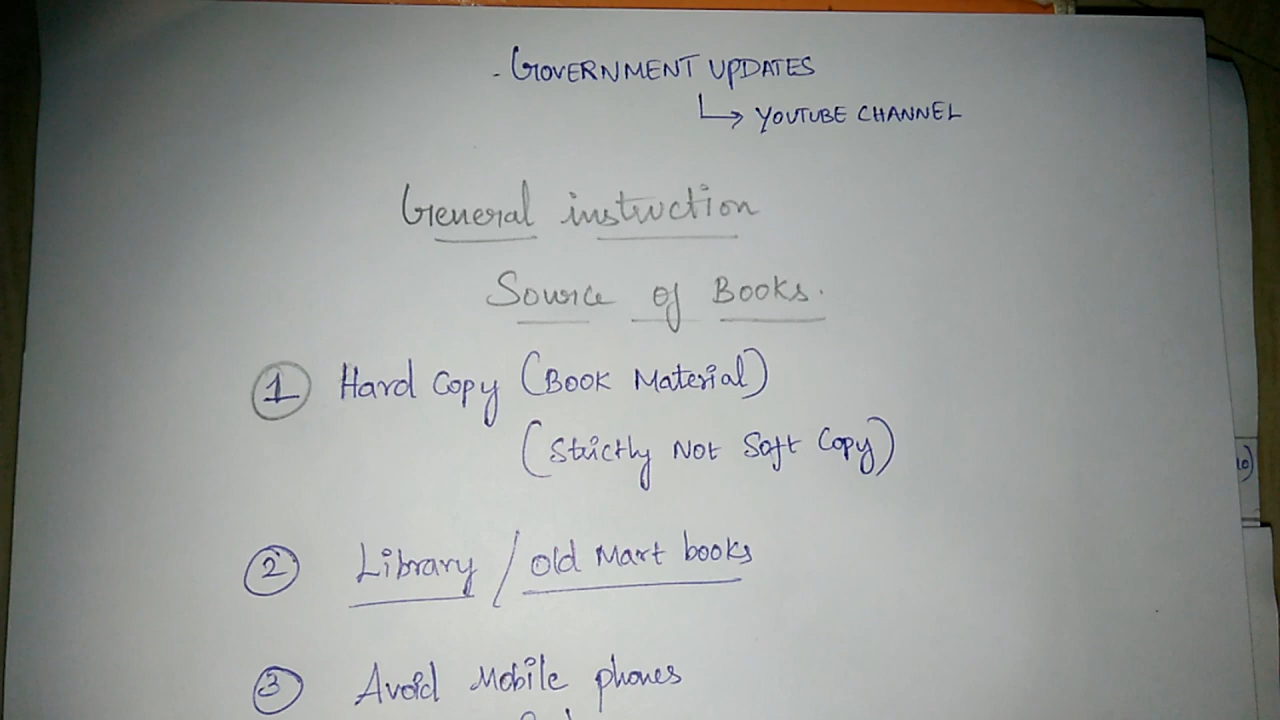 - GOVERNMENT UPDATES
↳ YOUTUBE CHANNEL
General instruction
Source of Books.
① Hard Copy (Book Material)
(Strictly Not Soft Copy)
② Library / Old Mart books
③ Avoid Mobile phones